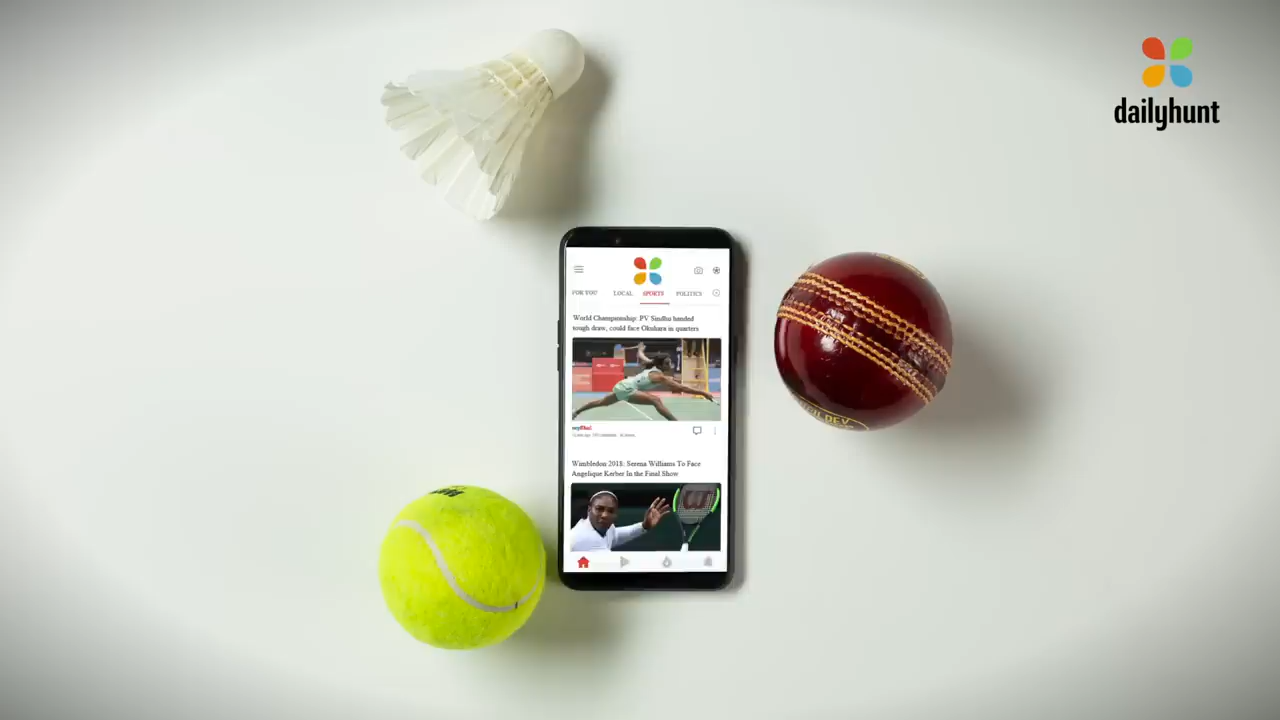 dailyhunt
FOR YOU LOCAL SPORTS POLITICS
World Championship: PV Sindhu handed
tough draw, could face Okuhara in quarters
Wimbledon 2018: Serena Williams To Face
Angelique Kerber In the Final Show